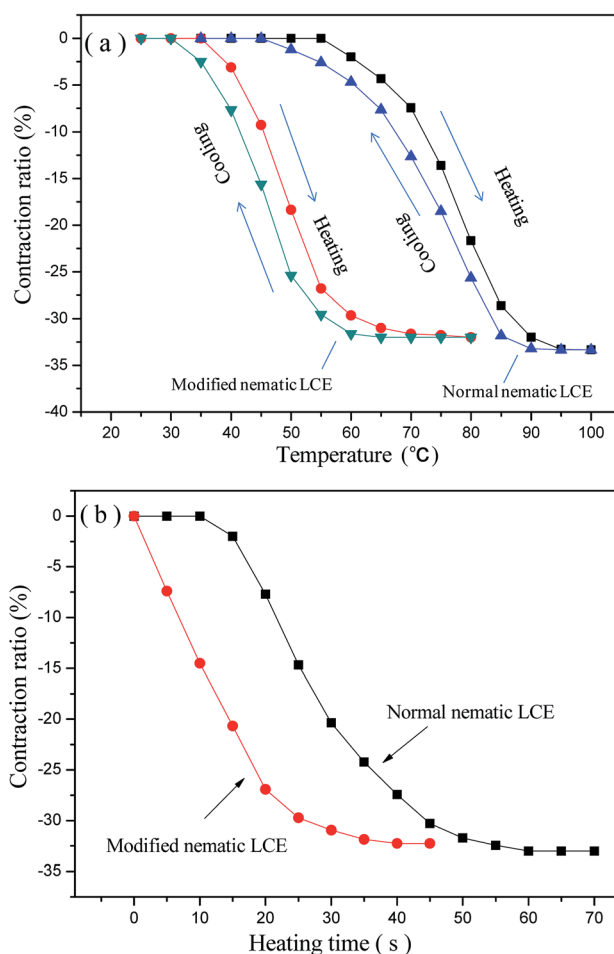 ( a )
0
-5
-10
-15
-20
-25
-30
-35
-40
Contraction ratio (%)
Cooling
Heating
Cooling
Heating
Modified nematic LCE
Normal nematic LCE
20 30 40 50 60 70 80 90 100
Temperature (℃)
( b )
0
-5
-10
-15
-20
-25
-30
-35
Contraction ratio (%)
Normal nematic LCE
Modified nematic LCE
0 10 20 30 40 50 60 70
Heating time ( s )